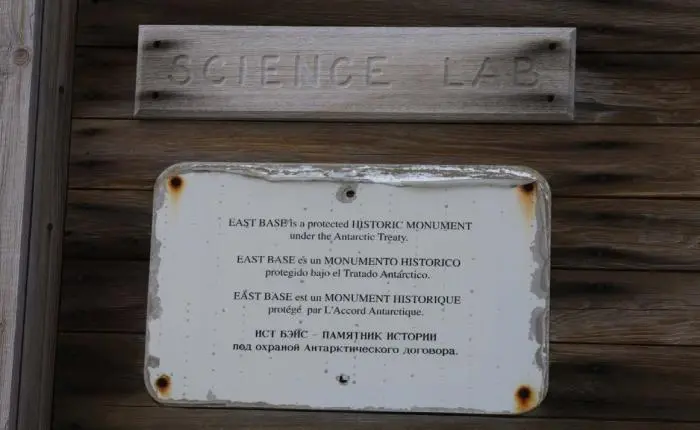 SCIENCE LAB
EAST BASE is a protected HISTORIC MONUMENT
under the Antarctic Treaty.
EAST BASE es un MONUMENTO HISTORICO
protegido bajo el Tratado Antárctico.
EAST BASE est un MONUMENT HISTORIQUE
protégé par L'Accord Antarctique.
ИСТ БЭЙС – ПАМЯТНИК ИСТОРИИ
под охраной Антарктического договора.